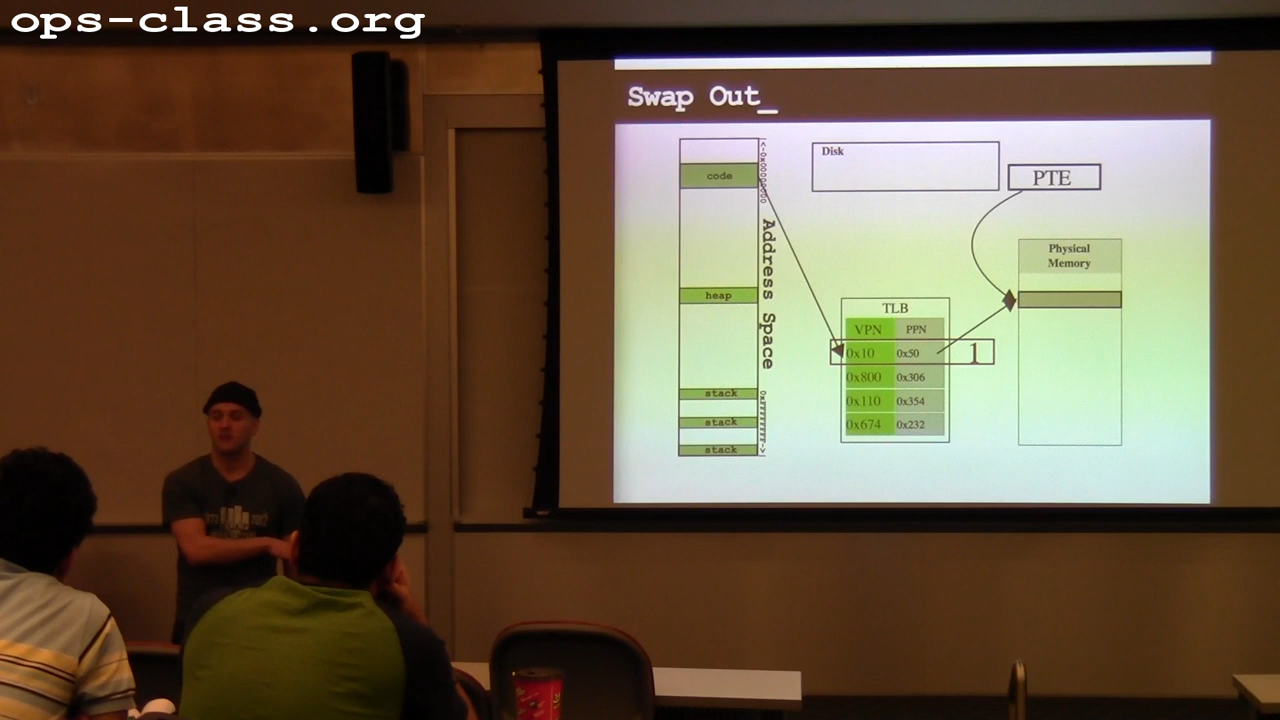 ops-class.org
Swap Out_
code
heap
stack
stack
stack
Address Space
Disk
PTE
Physical
Memory
TLB
VPN PPN
0x10 0x50 1
0x800 0x306
0x110 0x354
0x674 0x232